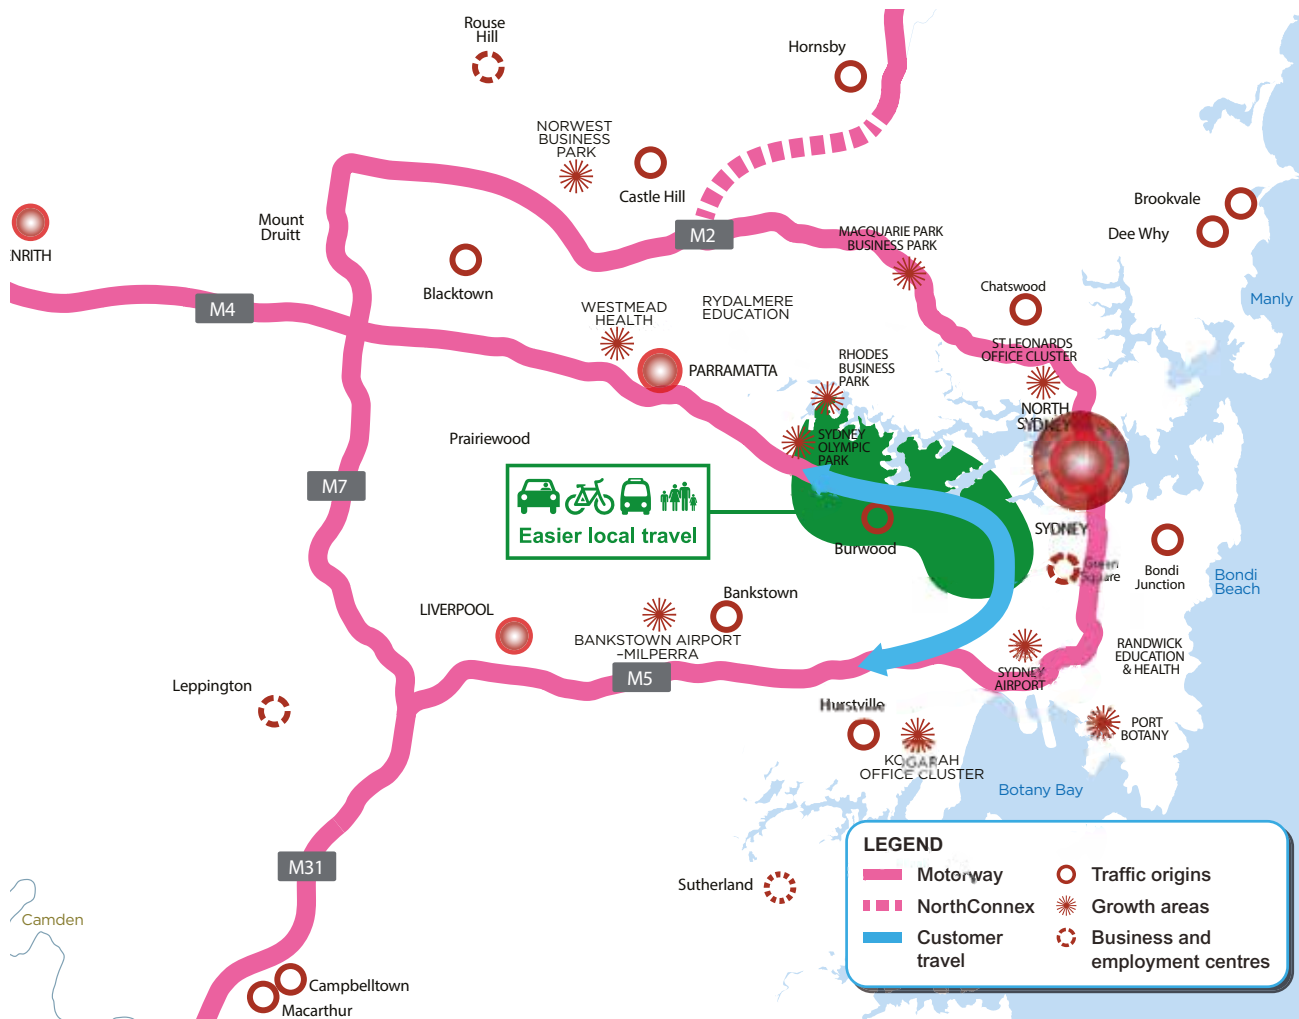 Rouse
Hill
Hornsby
NORWEST
BUSINESS
PARK
Castle Hill
Brookvale
Dee Why
Mount
Druitt
M2
MACQUARIE PARK
BUSINESS PARK
NRITH
Blacktown
Chatswood
Manly
M4
WESTMEAD
HEALTH
RYDALMERE
EDUCATION
ST LEONARDS
OFFICE CLUSTER
RHODES
BUSINESS
PARK
PARRAMATTA
NORTH
SYDNEY
Prairiewood
SYDNEY
OLYMPIC
PARK
M7
Easier local travel
SYDNEY
Burwood
Green
Square
Bondi
Junction
Bondi
Beach
Bankstown
LIVERPOOL
BANKSTOWN AIRPORT
–MILPERRA
RANDWICK
EDUCATION
& HEALTH
M5
SYDNEY
AIRPORT
Leppington
Hurstville
PORT
BOTANY
OFFICE CLUSTER
Botany Bay
M31
Sutherland
Camden
Campbelltown
Macarthur
LEGEND
Motorway
NorthConnex
Customer
travel
Traffic origins
Growth areas
Business and
employment centres